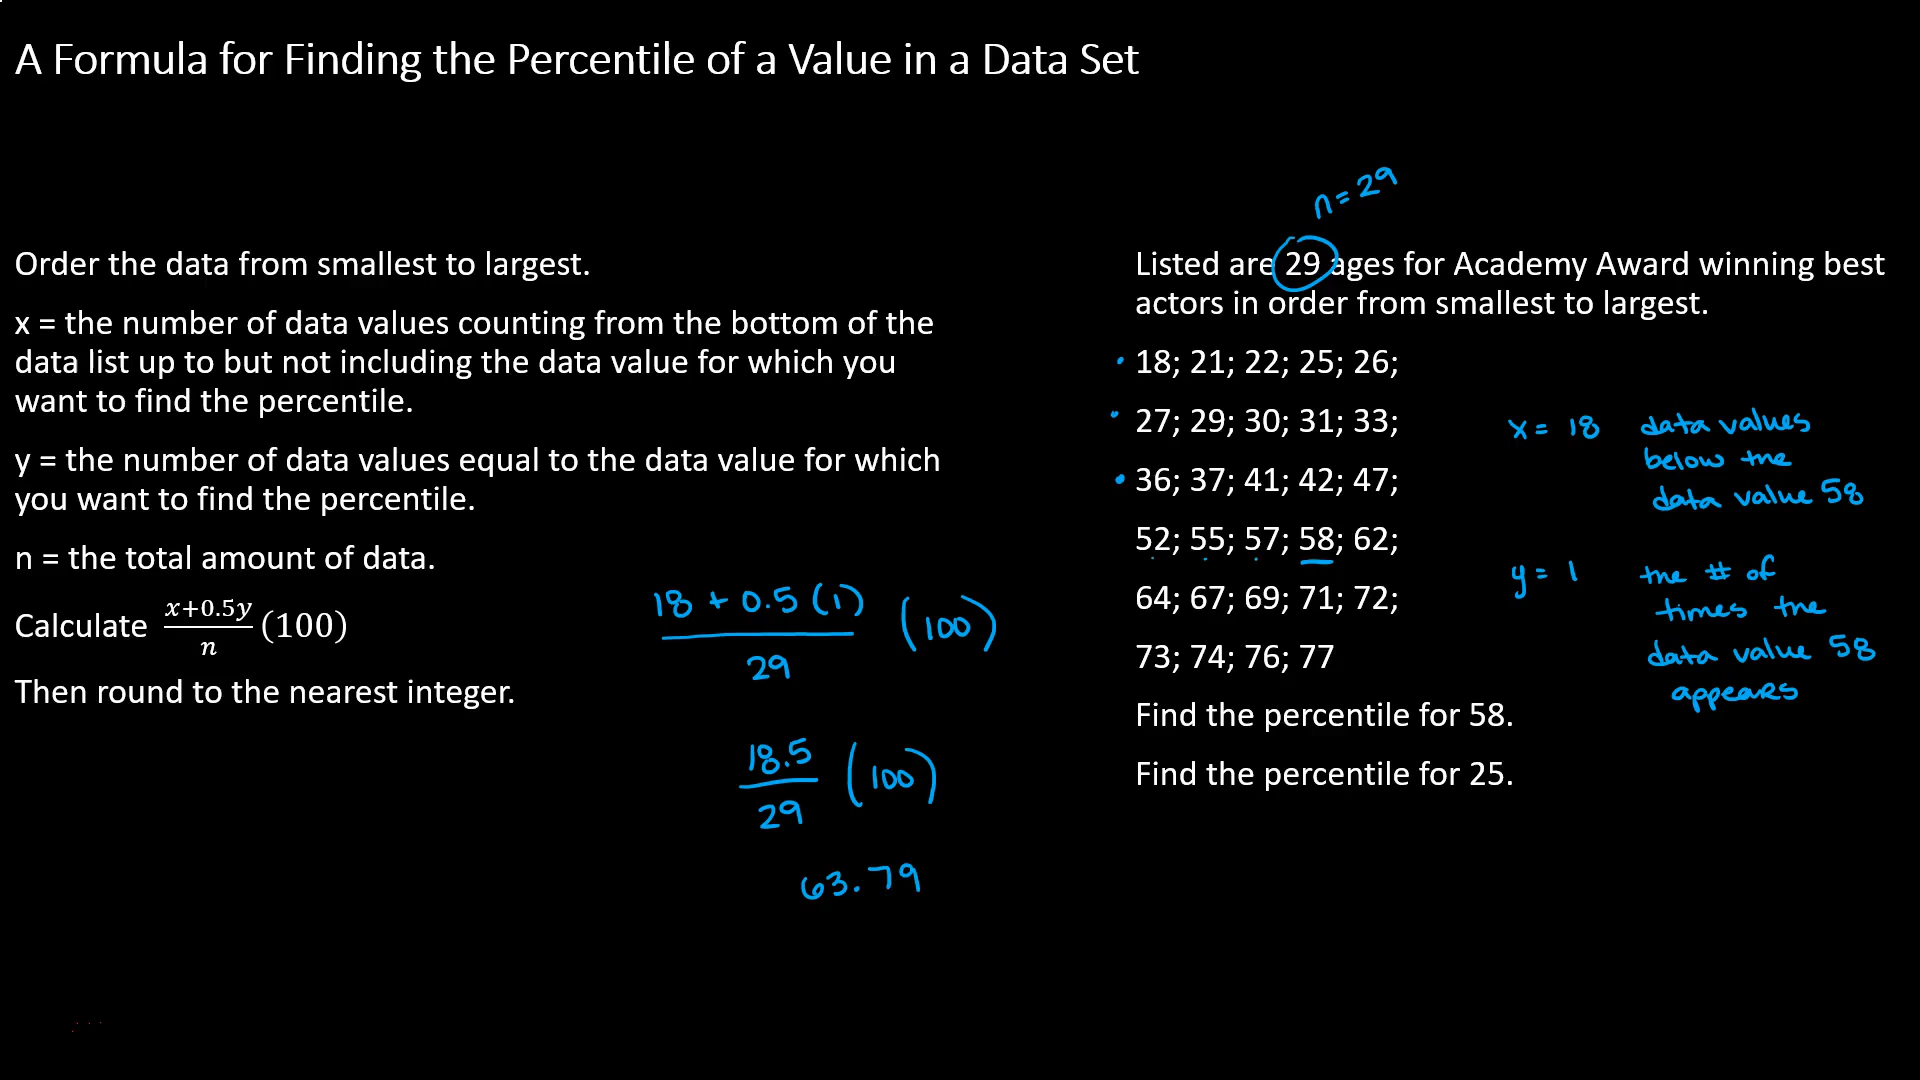 A Formula for Finding the Percentile of a Value in a Data Set
Order the data from smallest to largest.
x = the number of data values counting from the bottom of the
data list up to but not including the data value for which you
want to find the percentile.
y = the number of data values equal to the data value for which
you want to find the percentile.
n = the total amount of data.
Calculate (x+0.5y)/n (100)
Then round to the nearest integer.
18 + 0.5 (1)
29
(100)
18.5
29
(100)
63.79
n = 29
Listed are 29 ages for Academy Award winning best
actors in order from smallest to largest.
18; 21; 22; 25; 26;
27; 29; 30; 31; 33;
36; 37; 41; 42; 47;
52; 55; 57; 58; 62;
64; 67; 69; 71; 72;
73; 74; 76; 77
Find the percentile for 58.
Find the percentile for 25.
x = 18 data values
below the
data value 58
y = 1 the # of
times the
data value 58
appears